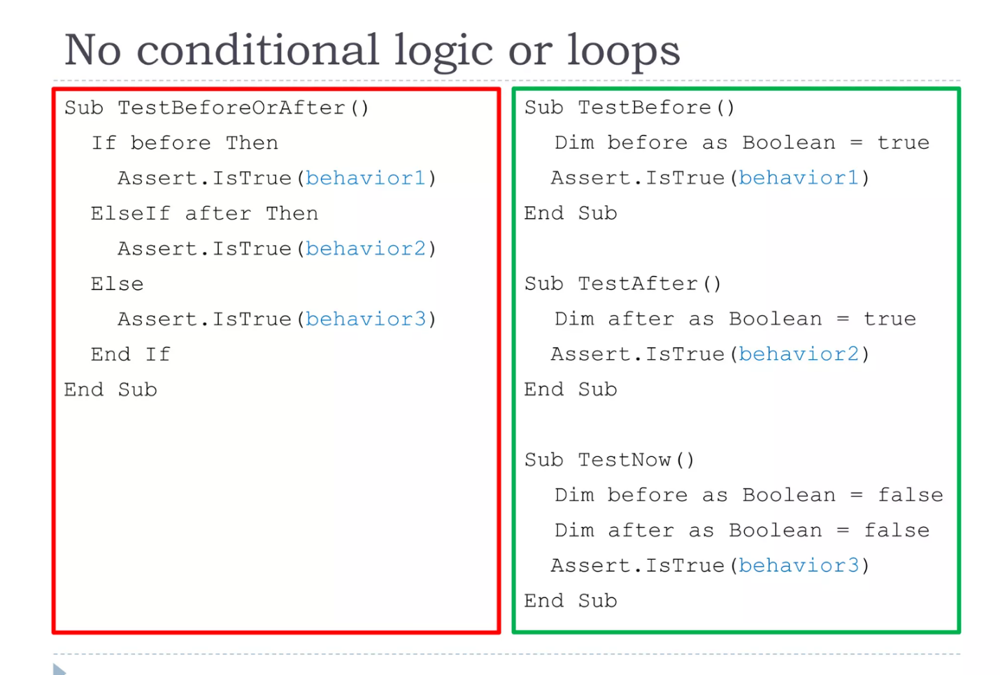 No conditional logic or loops
Sub TestBeforeOrAfter()
If before Then
Assert.IsTrue(behavior1)
ElseIf after Then
Assert.IsTrue(behavior2)
Else
Assert.IsTrue(behavior3)
End If
End Sub
Sub TestBefore()
Dim before as Boolean = true
Assert.IsTrue(behavior1)
End Sub
Sub TestAfter()
Dim after as Boolean = true
Assert.IsTrue(behavior2)
End Sub
Sub TestNow()
Dim before as Boolean = false
Dim after as Boolean = false
Assert.IsTrue(behavior3)
End Sub